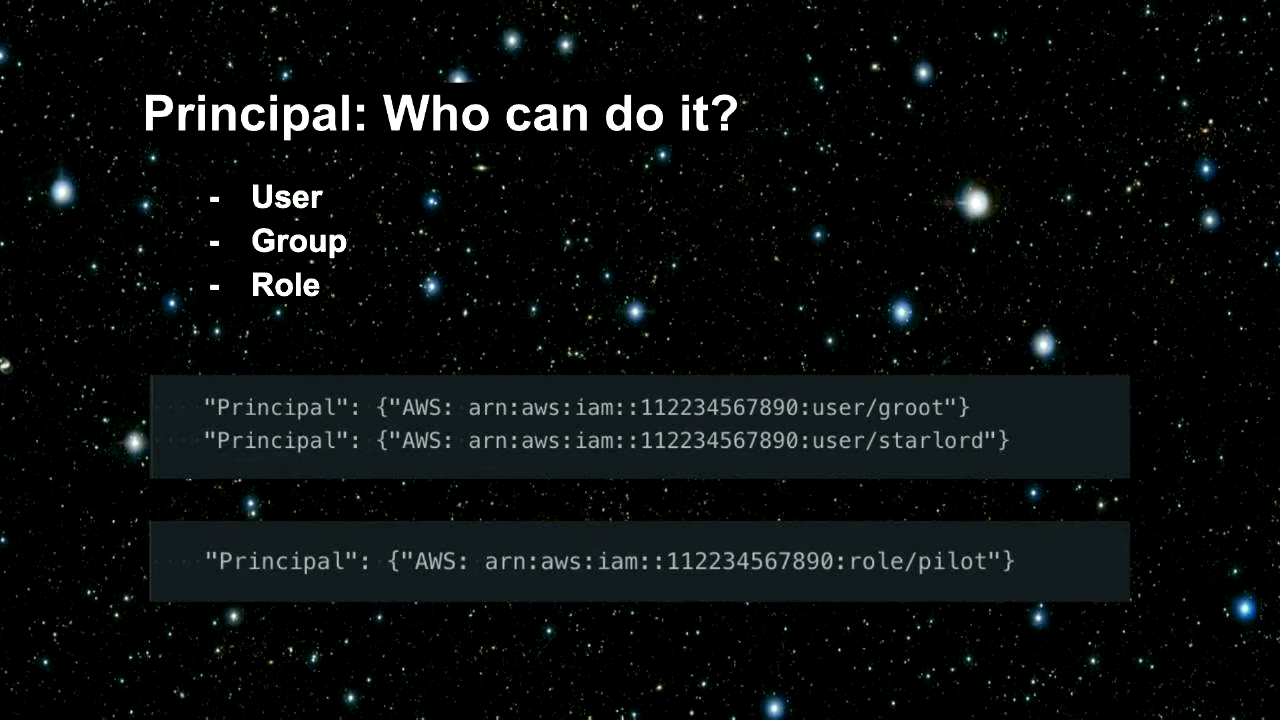 Principal: Who can do it?
- User
- Group
- Role
"Principal": {"AWS: arn:aws:iam::112234567890:user/groot"}
"Principal": {"AWS: arn:aws:iam::112234567890:user/starlord"}
"Principal": {"AWS: arn:aws:iam::112234567890:role/pilot"}